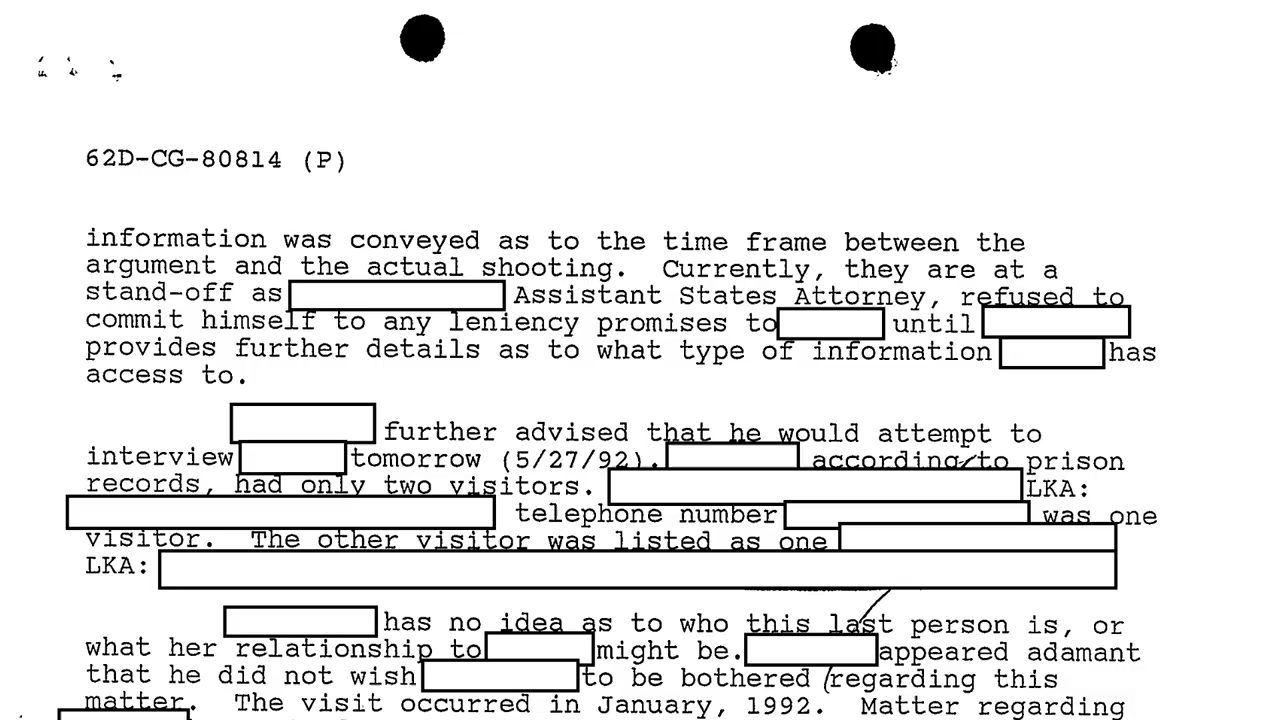 62D-CG-80814 (P)
information was conveyed as to the time frame between the
argument and the actual shooting. Currently, they are at a
stand-off as Assistant States Attorney, refused to
commit himself to any leniency promises to until
provides further details as to what type of information has
access to.
further advised that he would attempt to
interview tomorrow (5/27/92). according to prison
records, had only two visitors. LKA:
telephone number was one
visitor. The other visitor was listed as one
LKA:
has no idea as to who this last person is, or
what her relationship to might be. appeared adamant
that he did not wish to be bothered regarding this
matter. The visit occurred in January, 1992. Matter regarding